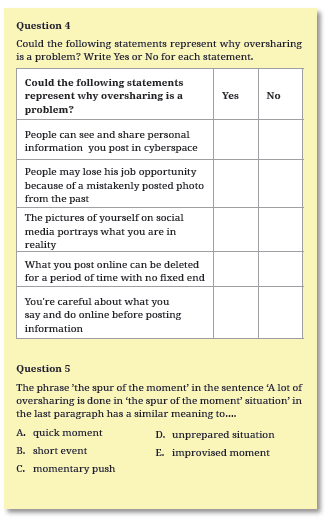 Question 4
Could the following statements represent why oversharing
is a problem? Write Yes or No for each statement.
Could the following statements
represent why oversharing is a
problem?
Yes
No
People can see and share personal
information you post in cyberspace
People may lose his job opportunity
because of a mistakenly posted photo
from the past
The pictures of yourself on social
media portrays what you are in
reality
What you post online can be deleted
for a period of time with no fixed end
You're careful about what you
say and do online before posting
information
Question 5
The phrase 'the spur of the moment' in the sentence 'A lot of
oversharing is done in 'the spur of the moment' situation' in
the last paragraph has a similar meaning to....
A. quick moment
B. short event
C. momentary push
D. unprepared situation
E. improvised moment